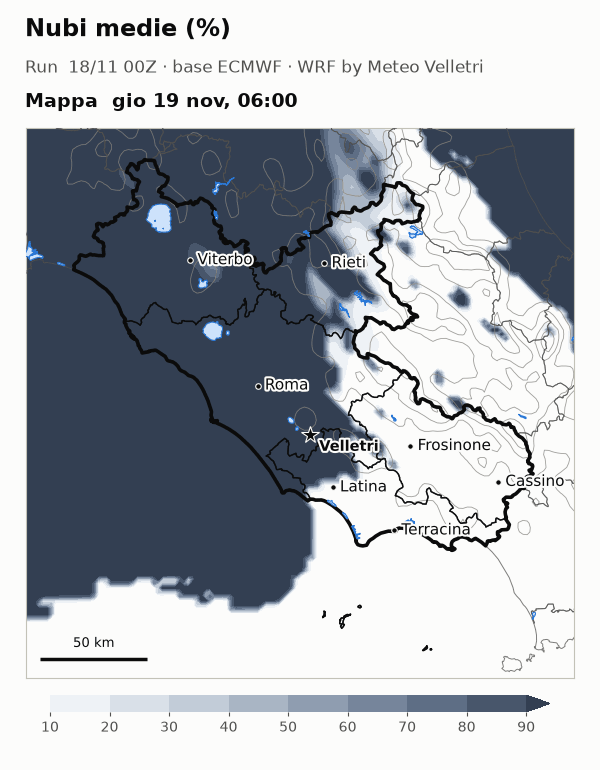 Nubi medie (%)
Run  18/11 00Z · base ECMWF · WRF by Meteo Velletri
Mappa  gio 19 nov, 06:00
Viterbo
Rieti
Roma
Velletri
Frosinone
Latina
Cassino
Terracina
50 km
10 20 30 40 50 60 70 80 90